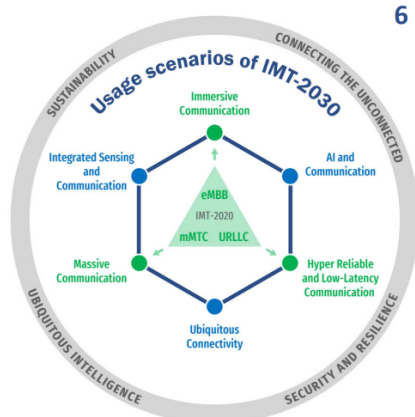 6
SUSTAINABILITY
CONNECTING THE UNCONNECTED
Usage scenarios of IMT-2030
Immersive
Communication
Integrated Sensing
and
Communication
AI and
Communication
eMBB
IMT-2020
mMTC URLLC
Massive
Communication
Hyper Reliable
and Low-Latency
Communication
Ubiquitous
Connectivity
UBIQUITOUS INTELLIGENCE
SECURITY AND RESILIENCE